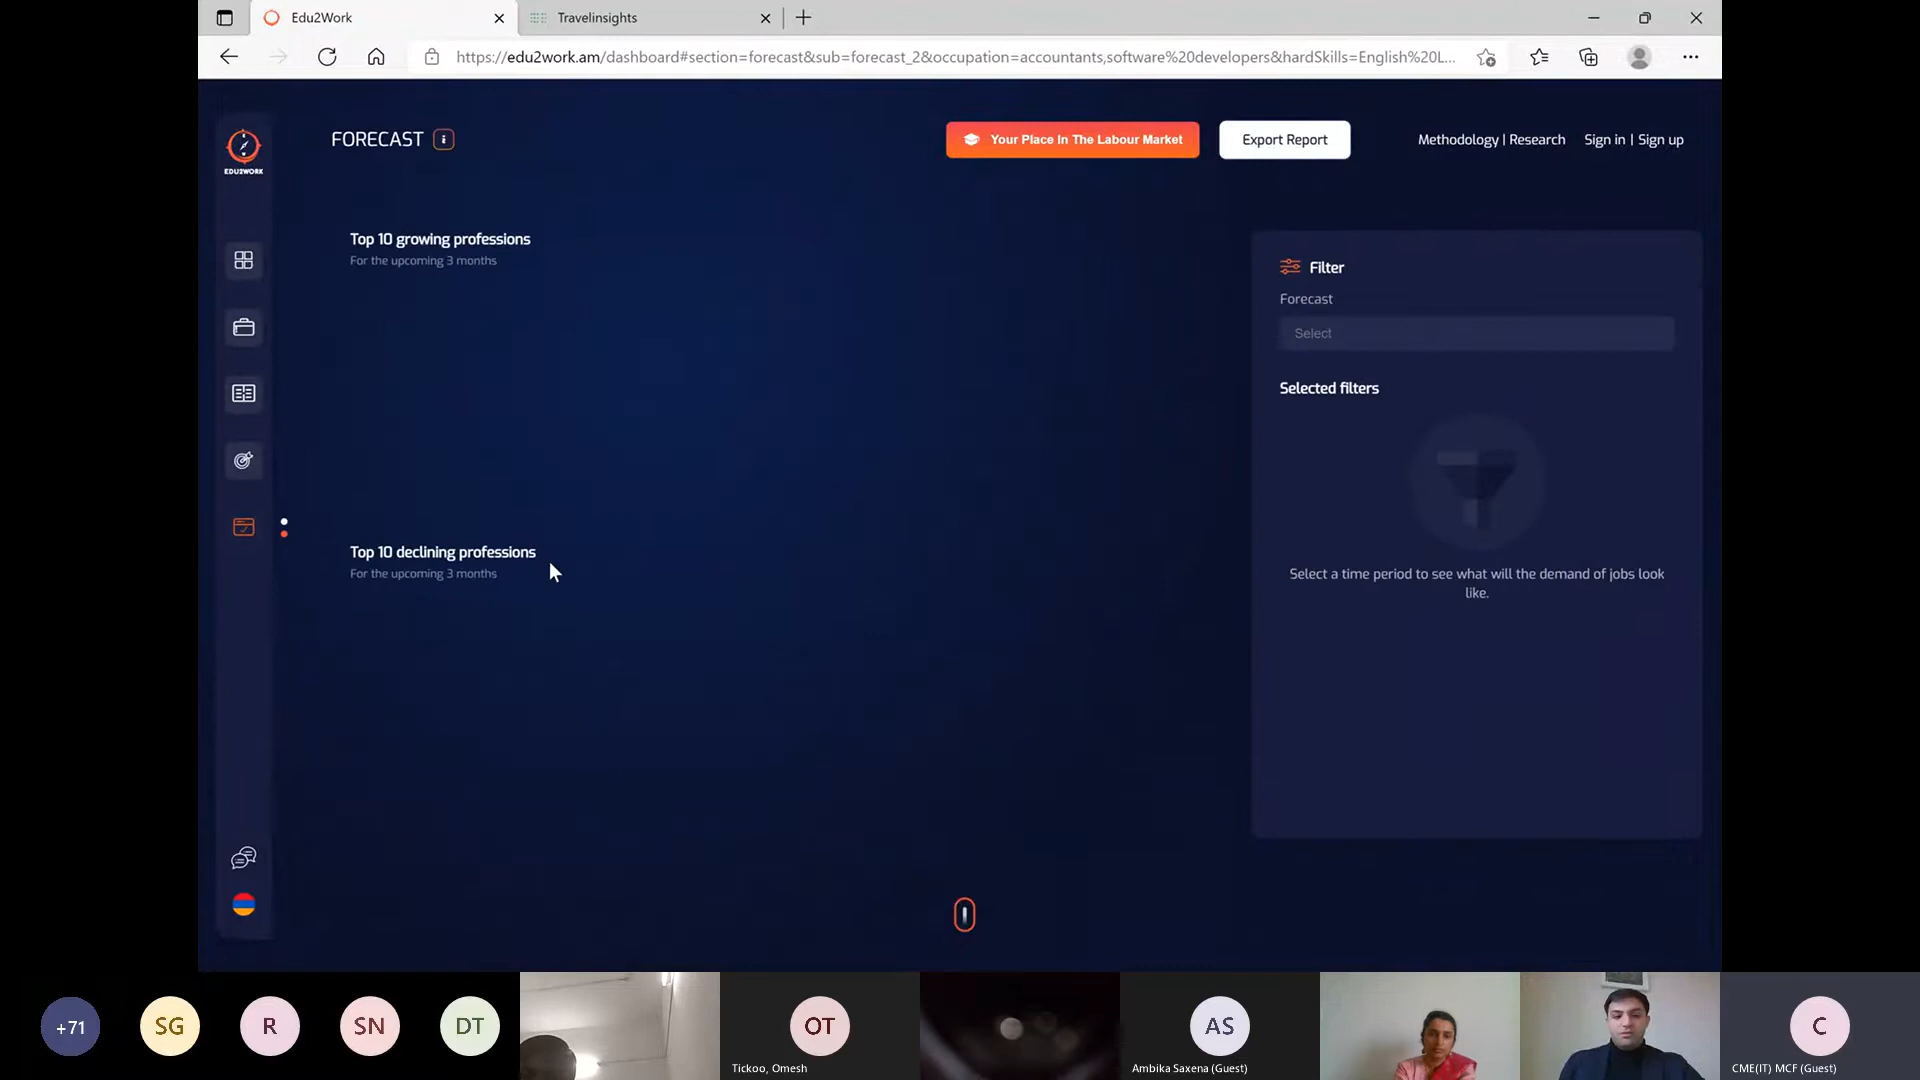 Edu2Work
Travelinsights
https://edu2work.am/dashboard#section=forecast&sub=forecast_2&occupation=accountants,software%20developers&hardSkills=English%20L...
EDU2WORK
FORECAST i
Your Place In The Labour Market
Export Report
Methodology | Research
Sign in | Sign up
Top 10 growing professions
For the upcoming 3 months
Filter
Forecast
Select
Selected filters
Select a time period to see what will the demand of jobs look
like.
Top 10 declining professions
For the upcoming 3 months
+71
SG
R
SN
DT
OT
Tickoo, Omesh
AS
Ambika Saxena (Guest)
C
CME(IT) MCF (Guest)